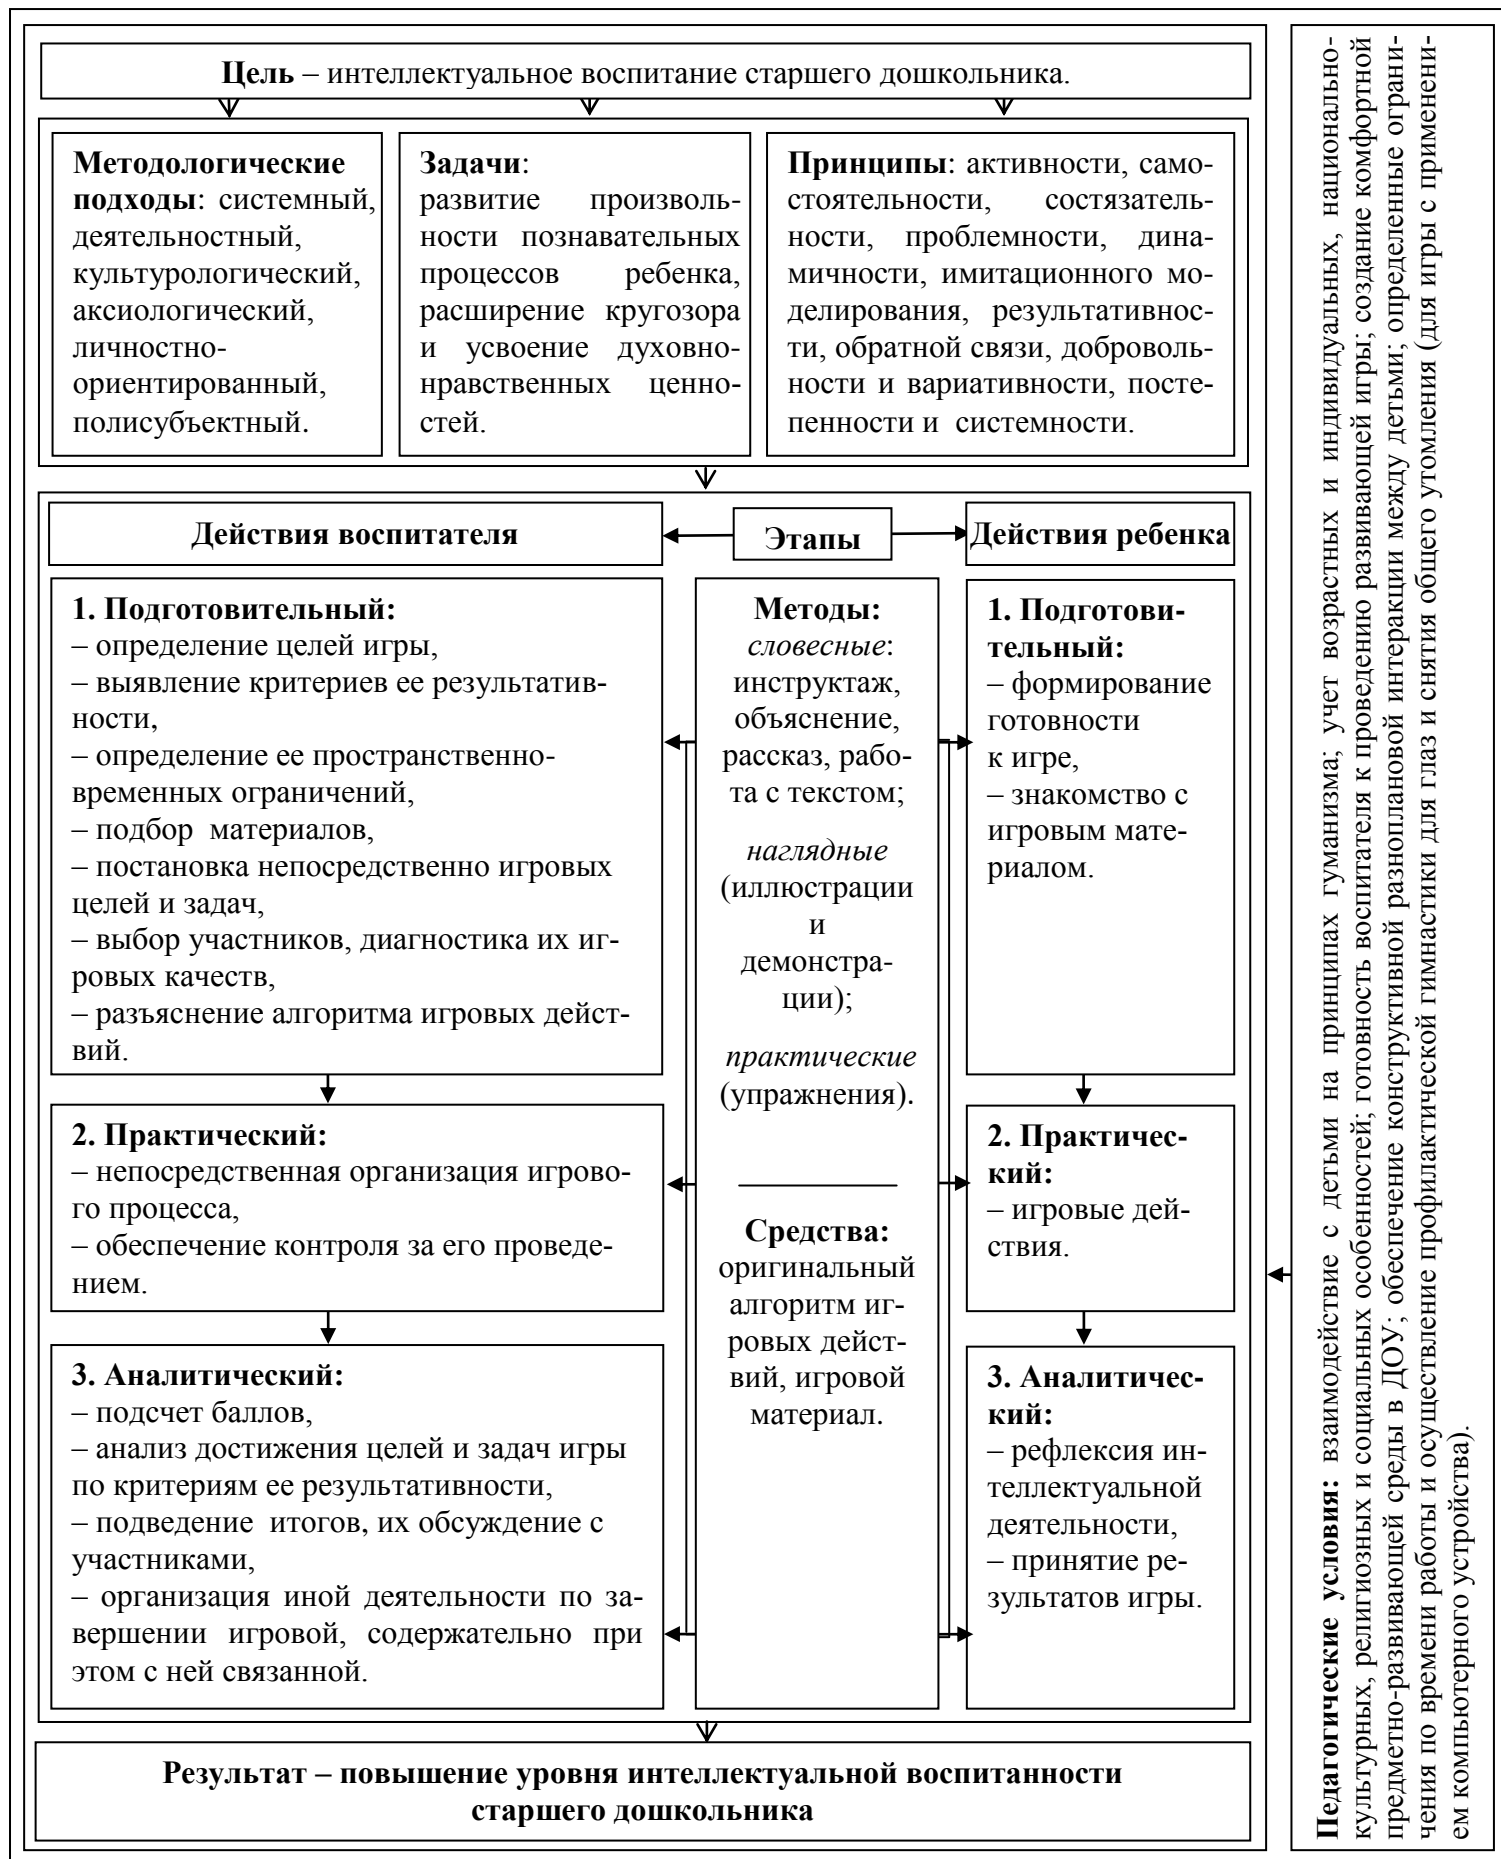 Цель – интеллектуальное воспитание старшего дошкольника.
Методологические
подходы: системный,
деятельностный,
культурологический,
аксиологический,
личностно-
ориентированный,
полисубъектный.
Задачи:
развитие произволь-
ности познавательных
процессов ребенка,
расширение кругозора
и усвоение духовно-
нравственных ценно-
стей.
Принципы: активности, само-
стоятельности, состязатель-
ности, проблемности, дина-
мичности, имитационного мо-
делирования, результативнос-
ти, обратной связи, доброволь-
ности и вариативности, посте-
пенности и системности.
Действия воспитателя
Этапы
Действия ребенка
1. Подготовительный:
– определение целей игры,
– выявление критериев ее результатив-
ности,
– определение ее пространственно-
временных ограничений,
– подбор материалов,
– постановка непосредственно игровых
целей и задач,
– выбор участников, диагностика их иг-
ровых качеств,
– разъяснение алгоритма игровых дейст-
вий.
2. Практический:
– непосредственная организация игрово-
го процесса,
– обеспечение контроля за его проведе-
нием.
3. Аналитический:
– подсчет баллов,
– анализ достижения целей и задач игры
по критериям ее результативности,
– подведение итогов, их обсуждение с
участниками,
– организация иной деятельности по за-
вершении игровой, содержательно при
этом с ней связанной.
Методы:
словесные:
инструктаж,
объяснение,
рассказ, рабо-
та с текстом;
наглядные
(иллюстрации
и
демонстра-
ции);
практические
(упражнения).
Средства:
оригинальный
алгоритм иг-
ровых дейст-
вий, игровой
материал.
1. Подготови-
тельный:
– формирование
готовности
к игре,
– знакомство с
игровым мате-
риалом.
2. Практичес-
кий:
– игровые дей-
ствия.
3. Аналитичес-
кий:
– рефлексия ин-
теллектуальной
деятельности,
– принятие ре-
зультатов игры.
Результат – повышение уровня интеллектуальной воспитанности
старшего дошкольника
Педагогические условия: взаимодействие с детьми на принципах гуманизма; учет возрастных и индивидуальных, национально-
культурных, религиозных и социальных особенностей; готовность воспитателя к проведению развивающей игры; создание комфортной
предметно-развивающей среды в ДОУ; обеспечение конструктивной разноплановой интеракции между детьми; определенные ограни-
чения по времени работы и осуществление профилактической гимнастики для глаз и снятия общего утомления (для игры с применени-
ем компьютерного устройства).